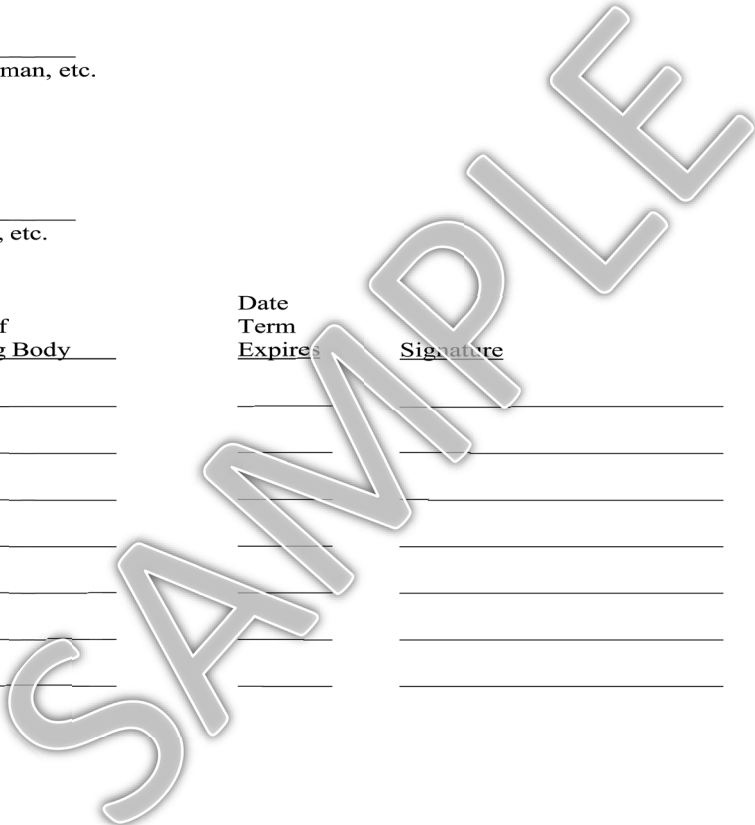 man, etc.
, etc.
Date
f Term
g Body Expires Signature
SAMPLE